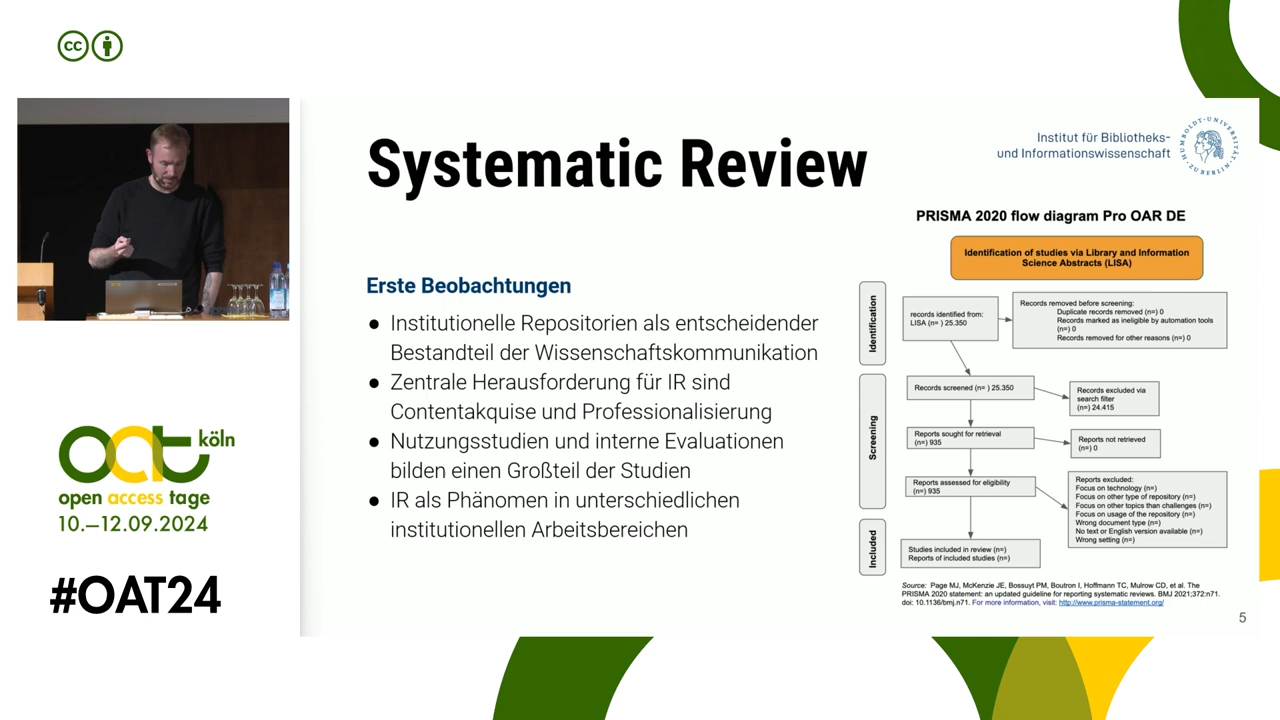 cc
Systematic Review
Institut für Bibliotheks-
und Informationswissenschaft
HUMBOLDT-UNIVERSITÄT ZU BERLIN
Erste Beobachtungen
● Institutionelle Repositorien als entscheidender
Bestandteil der Wissenschaftskommunikation
● Zentrale Herausforderung für IR sind
Contentakquise und Professionalisierung
● Nutzungsstudien und interne Evaluationen
bilden einen Großteil der Studien
● IR als Phänomen in unterschiedlichen
institutionellen Arbeitsbereichen
PRISMA 2020 flow diagram Pro OAR DE
Identification of studies via Library and Information
Science Abstracts (LISA)
Identification
records identified from:
LISA (n= ) 25.350
Records removed before screening:
Duplicate records removed (n=) 0
Records marked as ineligible by automation tools
(n=) 0
Records removed for other reasons (n=) 0
Screening
Records screened (n= ) 25.350
Records excluded via
search filter
(n=) 24.415
Reports sought for retrieval
(n=) 935
Reports not retrieved
(n=) 0
Reports assessed for eligibility
(n=) 935
Reports excluded:
Focus on technology (n=)
Focus on other type of repository (n=)
Focus on other topics than challenges (n=)
Focus on usage of the repository (n=)
Wrong document type (n=)
No text or English version available (n=)
Wrong setting (n=)
Included
Studies included in review (n=)
Reports of included studies (n=)
Source: Page MJ, McKenzie JE, Bossuyt PM, Boutron I, Hoffmann TC, Mulrow CD, et al. The
PRISMA 2020 statement: an updated guideline for reporting systematic reviews. BMJ 2021;372:n71.
doi: 10.1136/bmj.n71. For more information, visit: http://www.prisma-statement.org/
5
oat köln
open access tage
10.–12.09.2024
#OAT24